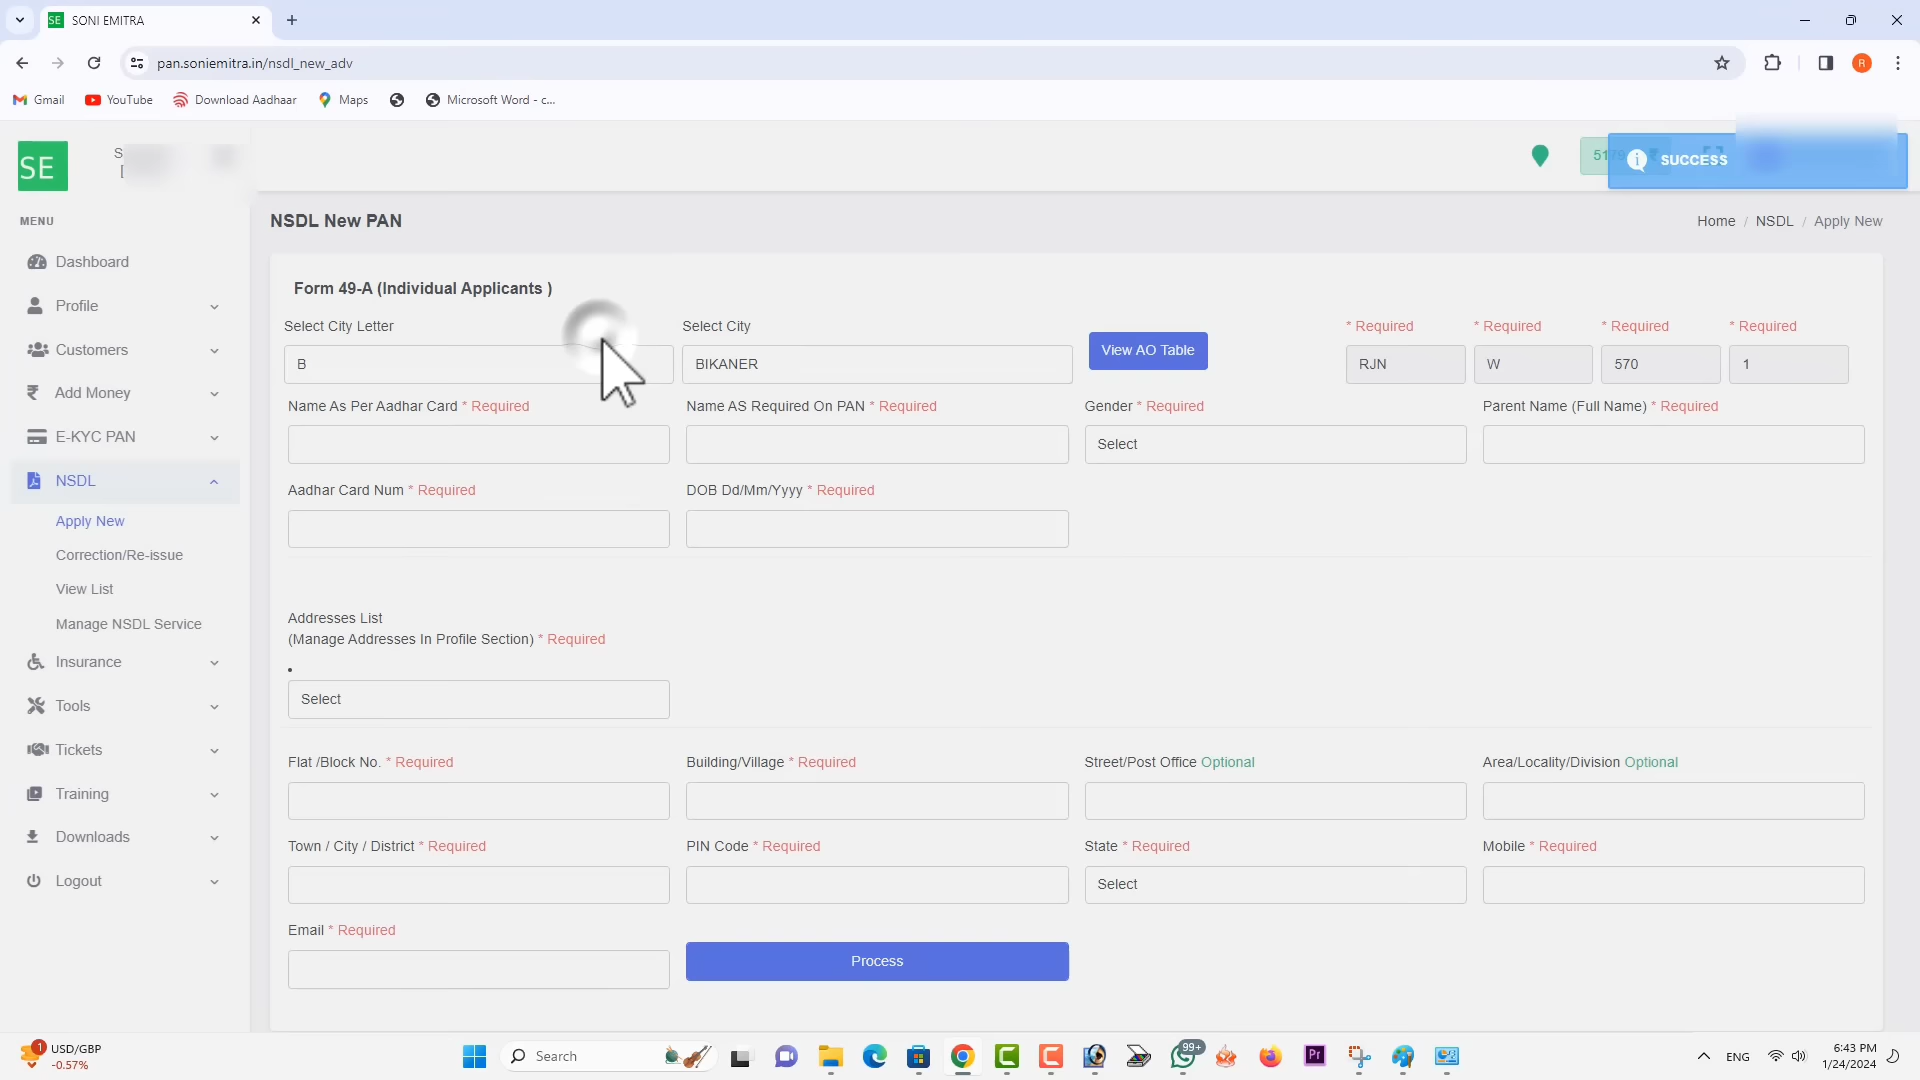 SE SONI EMITRA
pan.soniemitra.in/nsdl_new_adv
R
Gmail YouTube Download Aadhaar Maps Microsoft Word - c...
SE
SUCCESS
MENU
NSDL New PAN
Home / NSDL / Apply New
Dashboard
Profile
Customers
Add Money
E-KYC PAN
NSDL
Apply New
Correction/Re-issue
View List
Manage NSDL Service
Insurance
Tools
Tickets
Training
Downloads
Logout
Form 49-A (Individual Applicants )
Select City Letter Select City * Required * Required * Required * Required
B BIKANER View AO Table RJN W 570 1
Name As Per Aadhar Card * Required Name AS Required On PAN * Required Gender * Required Parent Name (Full Name) * Required
Select
Aadhar Card Num * Required DOB Dd/Mm/Yyyy * Required
Addresses List
(Manage Addresses In Profile Section) * Required
Select
Flat /Block No. * Required Building/Village * Required Street/Post Office Optional Area/Locality/Division Optional
Town / City / District * Required PIN Code * Required State * Required Mobile * Required
Select
Email * Required
Process
1 USD/GBP
-0.57%
Search
99+
Pr
ENG
6:43 PM
1/24/2024